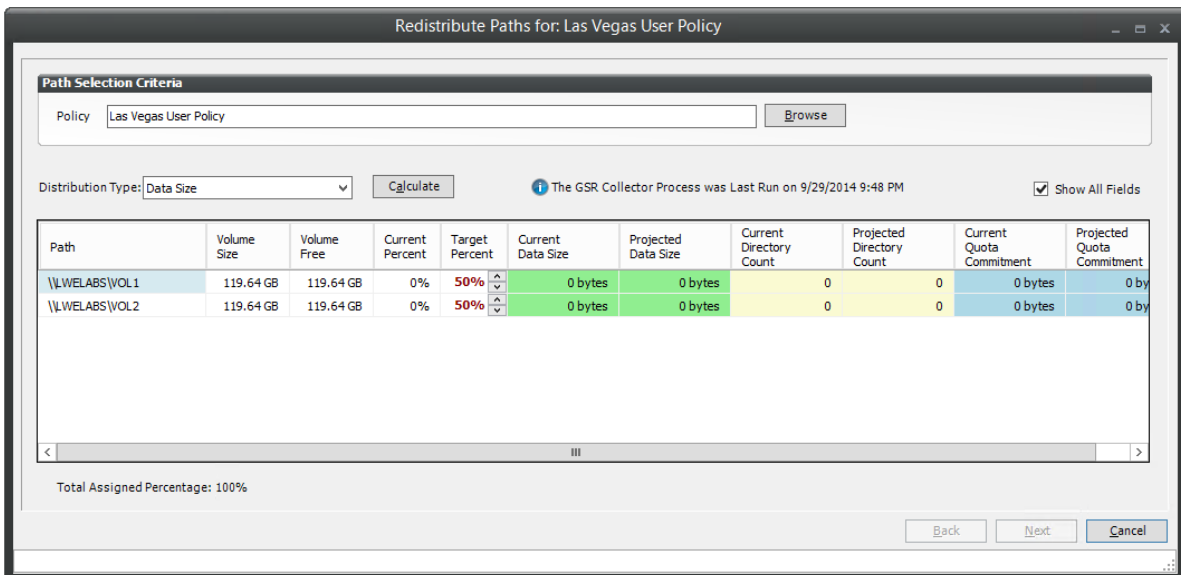 Redistribute Paths for: Las Vegas User Policy
Path Selection Criteria
Policy Las Vegas User Policy Browse
Distribution Type: Data Size Calculate The GSR Collector Process was Last Run on 9/29/2014 9:48 PM Show All Fields
Path Volume Size Volume Free Current Percent Target Percent Current Data Size Projected Data Size Current Directory Count Projected Directory Count Current Quota Commitment Projected Quota Commitment
\\LWELABS\VOL1 119.64 GB 119.64 GB 0% 50% 0 bytes 0 bytes 0 0 0 bytes 0 by
\\LWELABS\VOL2 119.64 GB 119.64 GB 0% 50% 0 bytes 0 bytes 0 0 0 bytes 0 by
Total Assigned Percentage: 100%
Back Next Cancel